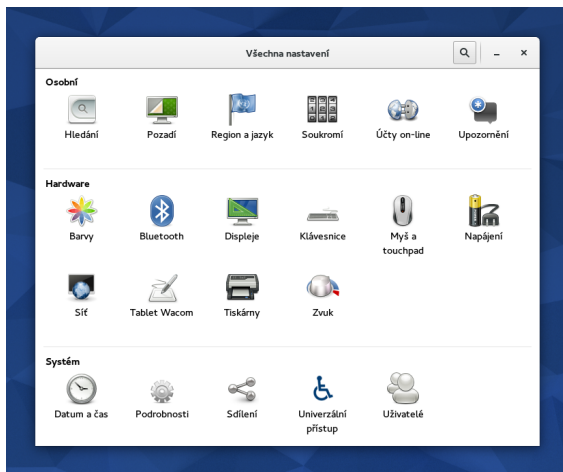 Všechna nastavení
Osobní
Hledání
Pozadí
Region a jazyk
Soukromí
Účty on-line
Upozornění
Hardware
Barvy
Bluetooth
Displeje
Klávesnice
Myš a
touchpad
Napájení
Síť
Tablet Wacom
Tiskárny
Zvuk
Systém
Datum a čas
Podrobnosti
Sdílení
Univerzální
přístup
Uživatelé